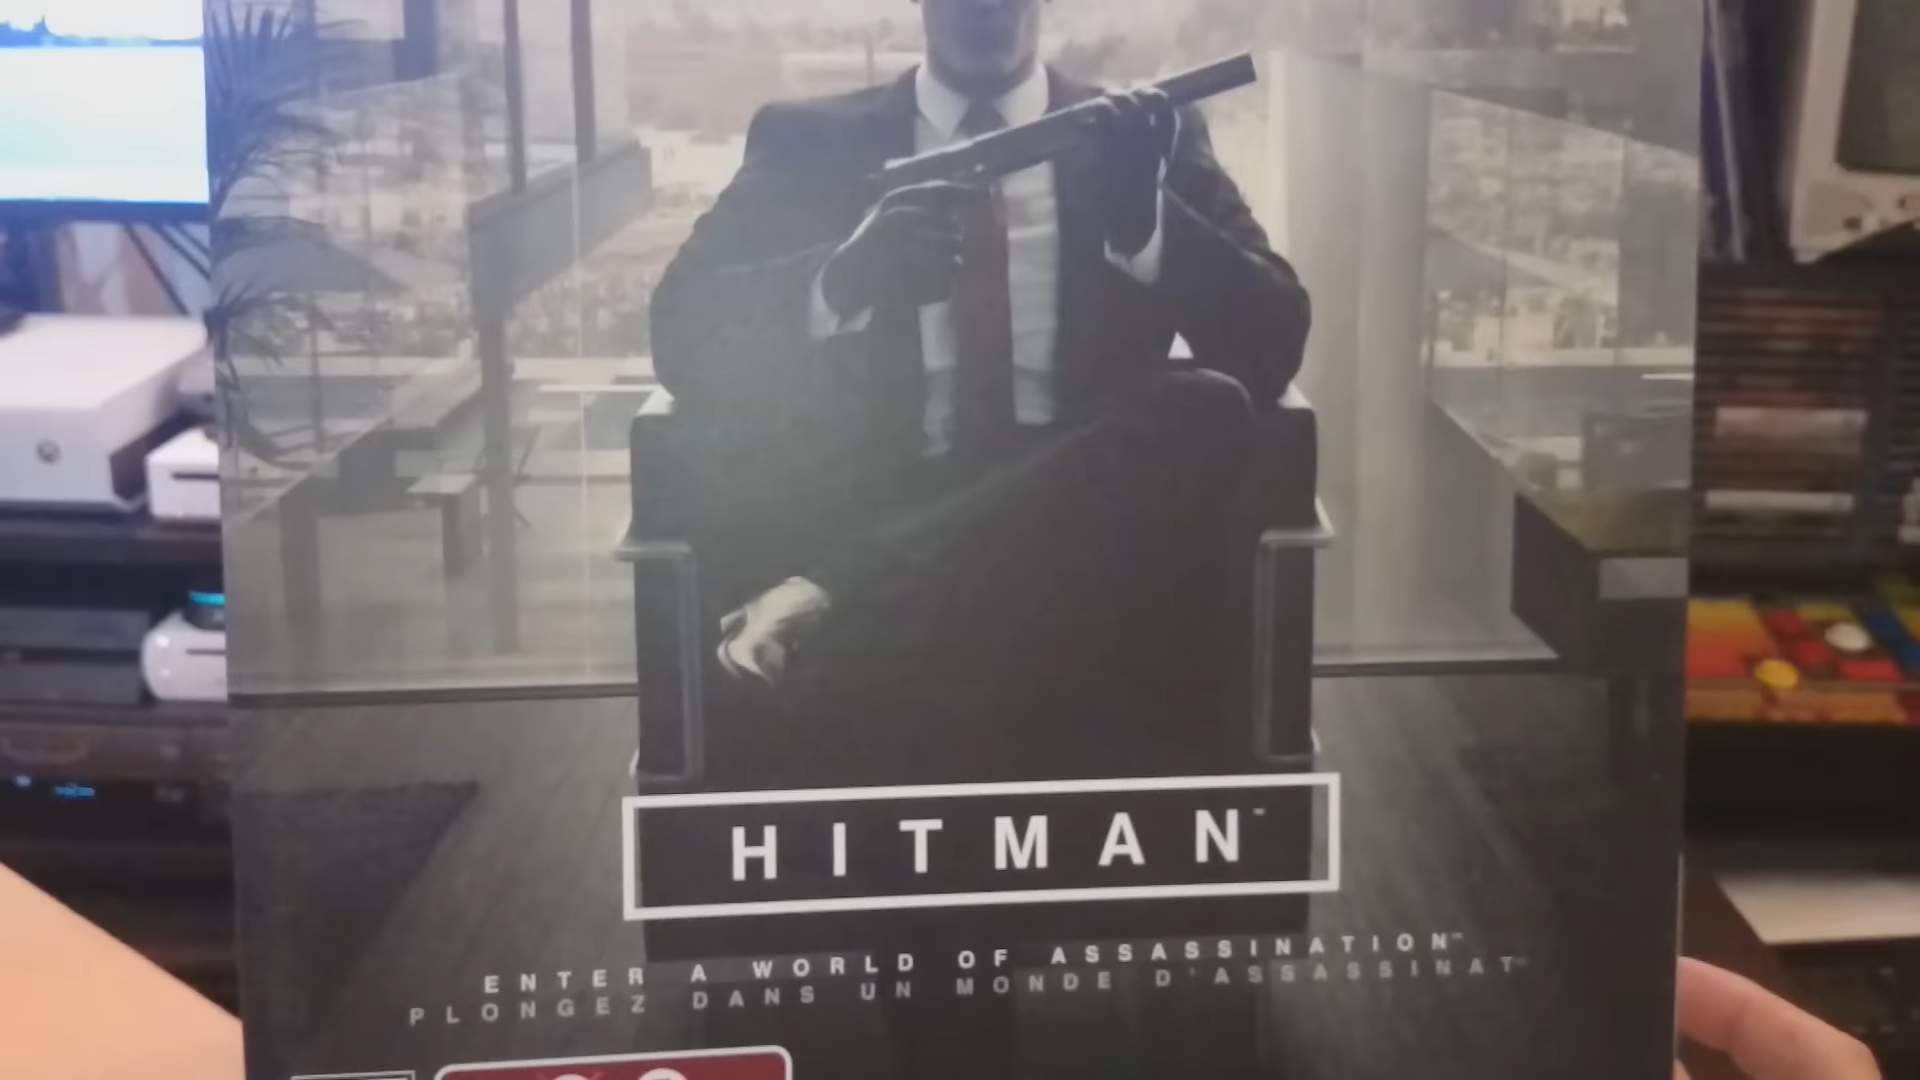 HITMAN™
ENTER A WORLD OF ASSASSINATION™
PLONGEZ DANS UN MONDE D'ASSASSINAT™